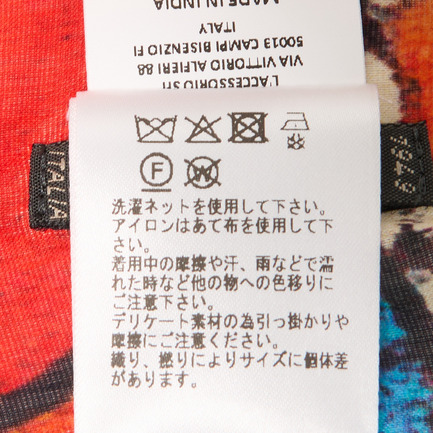 MADE IN INDIA
ITALY
50013 CAMPI BISENZIO FI
VIA VITTORIO ALFIERI 88
L'ACCESSORIO Srl
ITALIA
1949
F
W
洗濯ネットを使用して下さい。
アイロンはあて布を使用して下
さい。
着用中の摩擦や汗、雨などで濡
れた時など他の物への色移りに
ご注意下さい。
デリケート素材の為引っ掛かりや
摩擦にご注意下さい。
織り、撚りによりサイズに個体差
があります。